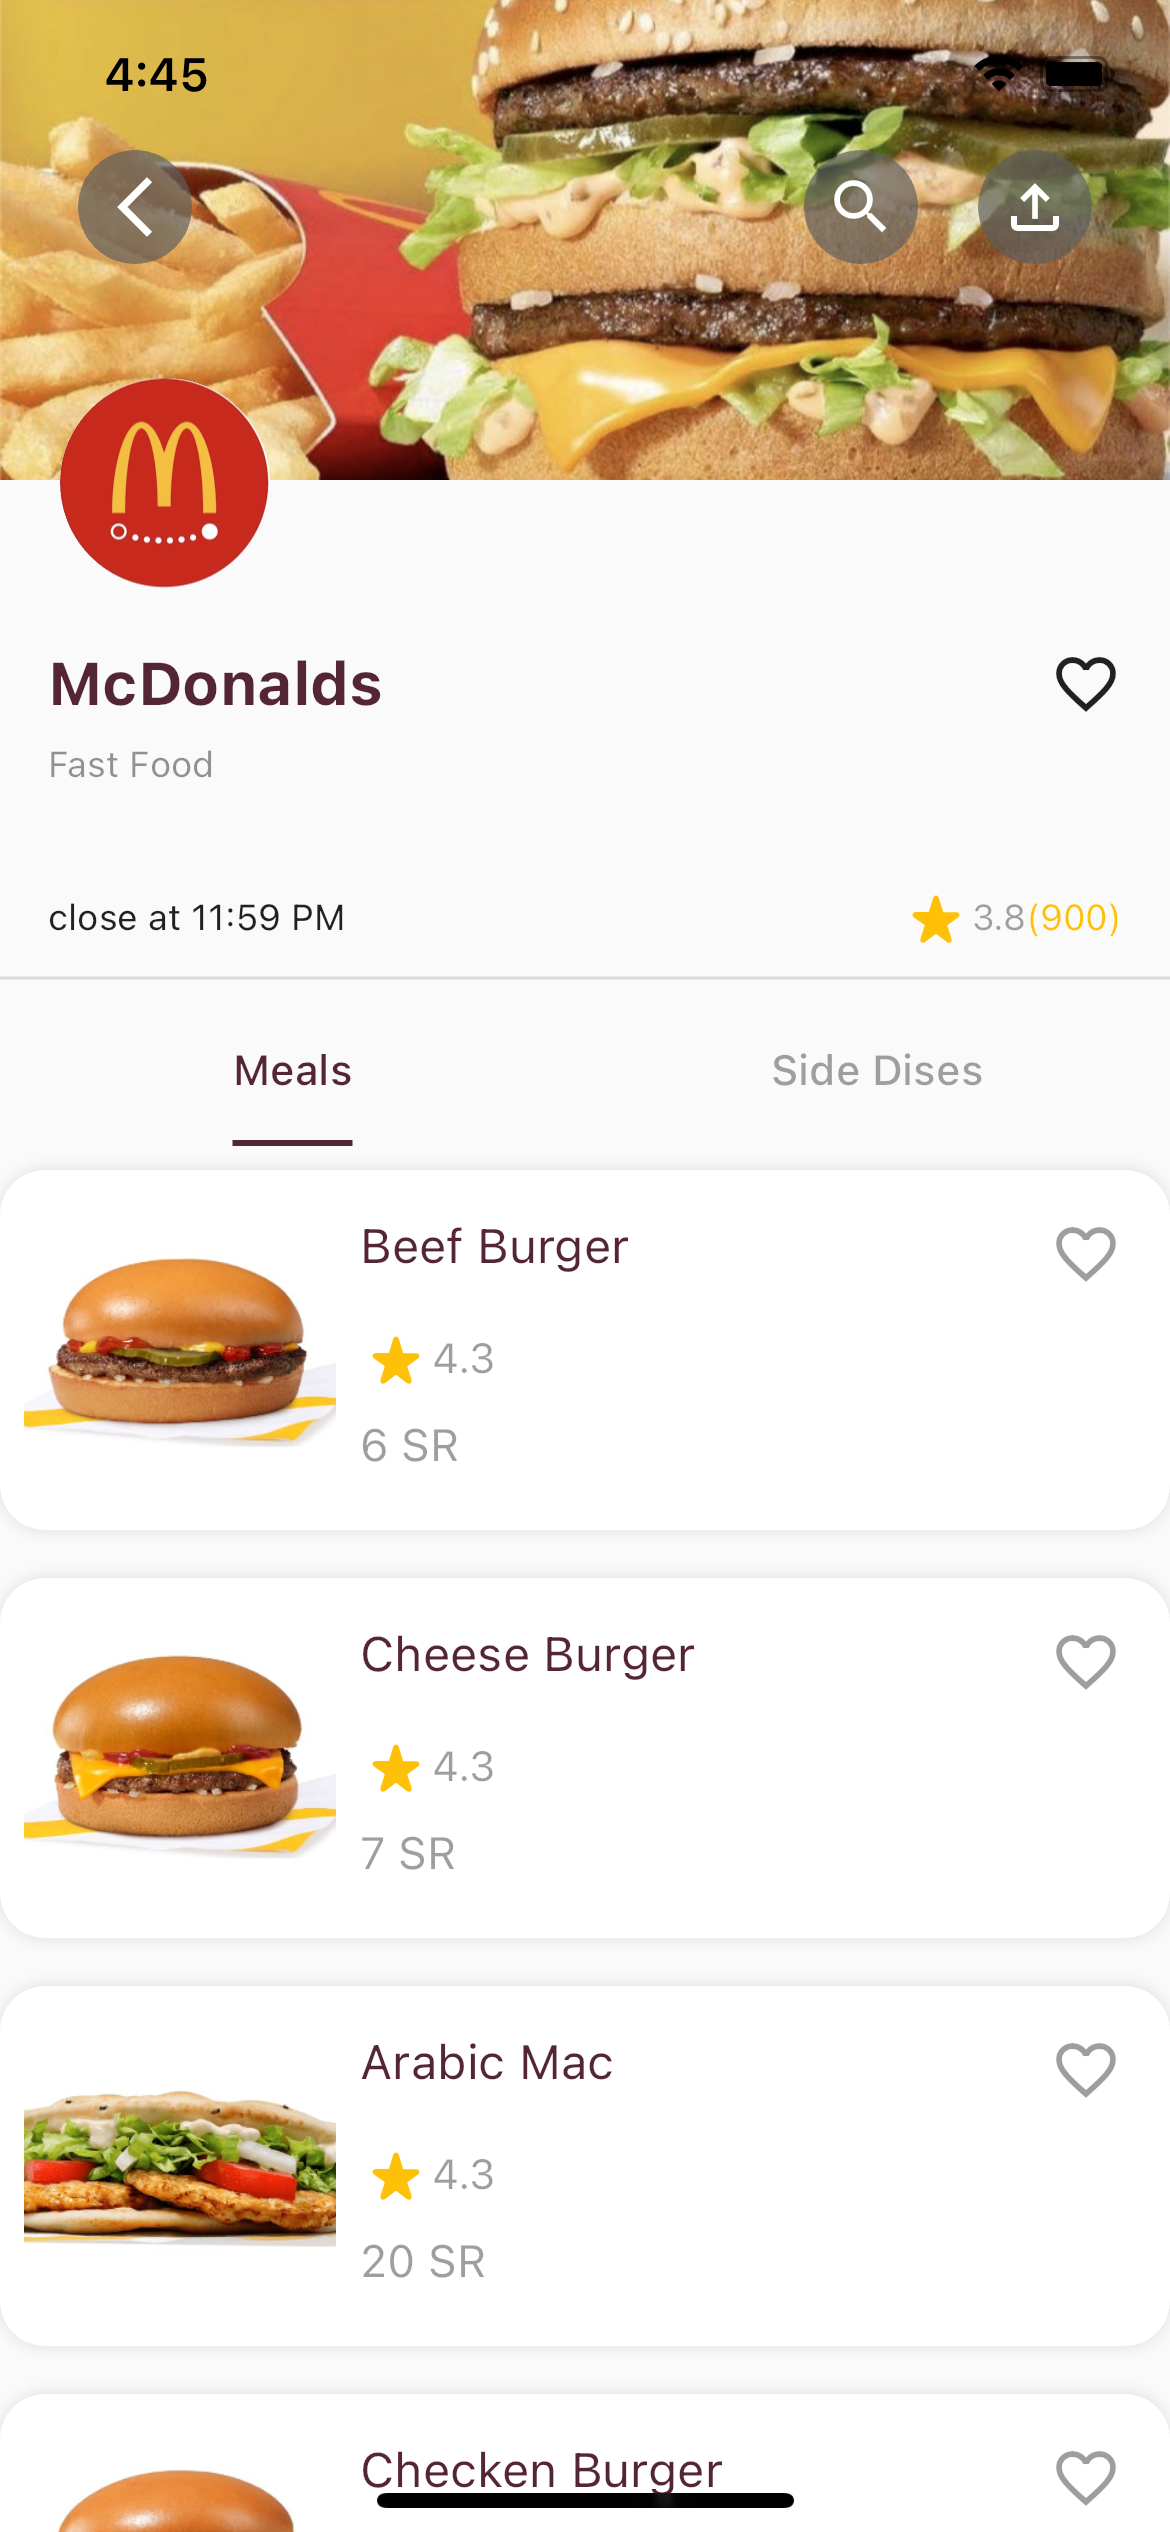 4:45
McDonalds
Fast Food
close at 11:59 PM
3.8(900)
Meals
Side Dises
Beef Burger
4.3
6 SR
Cheese Burger
4.3
7 SR
Arabic Mac
4.3
20 SR
Checken Burger